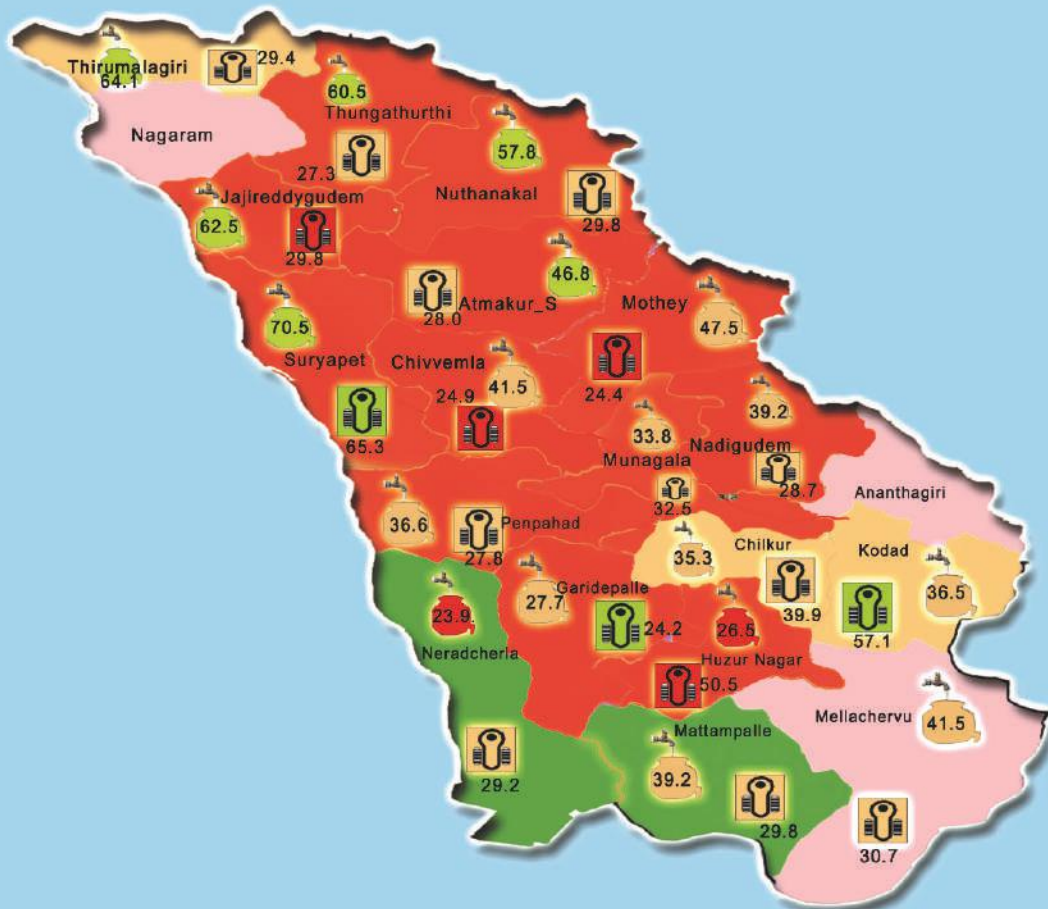 29.4
Thirumalagiri
64.1
60.5
Thungathurthi
Nagaram
57.8
27.3
Jajireddygudem
Nuthanakal
62.5
29.8
29.8
46.8
Atmakur_S
28.0
Mothey
47.5
70.5
Suryapet
Chivvemla
41.5
24.9
24.4
65.3
39.2
33.8
Nadigudem
Munagala
28.7
32.5
Ananthagiri
36.6
Penpahad
27.8
35.3
Chilkur
Kodad
36.5
39.9
57.1
Garidepalle
27.7
24.2
26.5
23.9
Neradcherla
Huzur Nagar
50.5
Mellachervu
41.5
Mattampalle
39.2
29.2
29.8
30.7